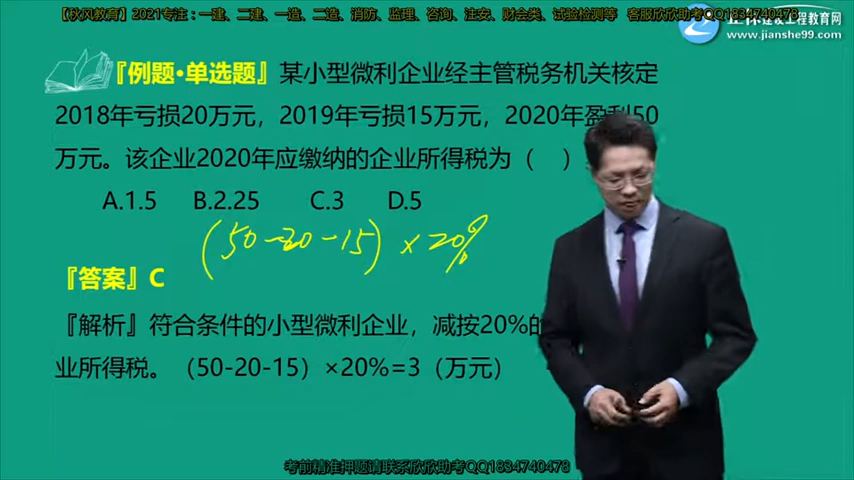 【秋风教育】2021专注：一建、二建、一造、二造、消防、监理、咨询、注安、财会类、试验检测等 客服欣欣助考QQ1834740478
建设工程教育网
www.jianshe99.com
『例题·单选题』某小型微利企业经主管税务机关核定
2018年亏损20万元，2019年亏损15万元，2020年盈利50
万元。该企业2020年应缴纳的企业所得税为（ ）
A.1.5 B.2.25 C.3 D.5
(50-20-15)×20%
『答案』C
『解析』符合条件的小型微利企业，减按20%的
业所得税。（50-20-15）×20%=3（万元）
考前精准押题请联系欣欣助考QQ1834740478